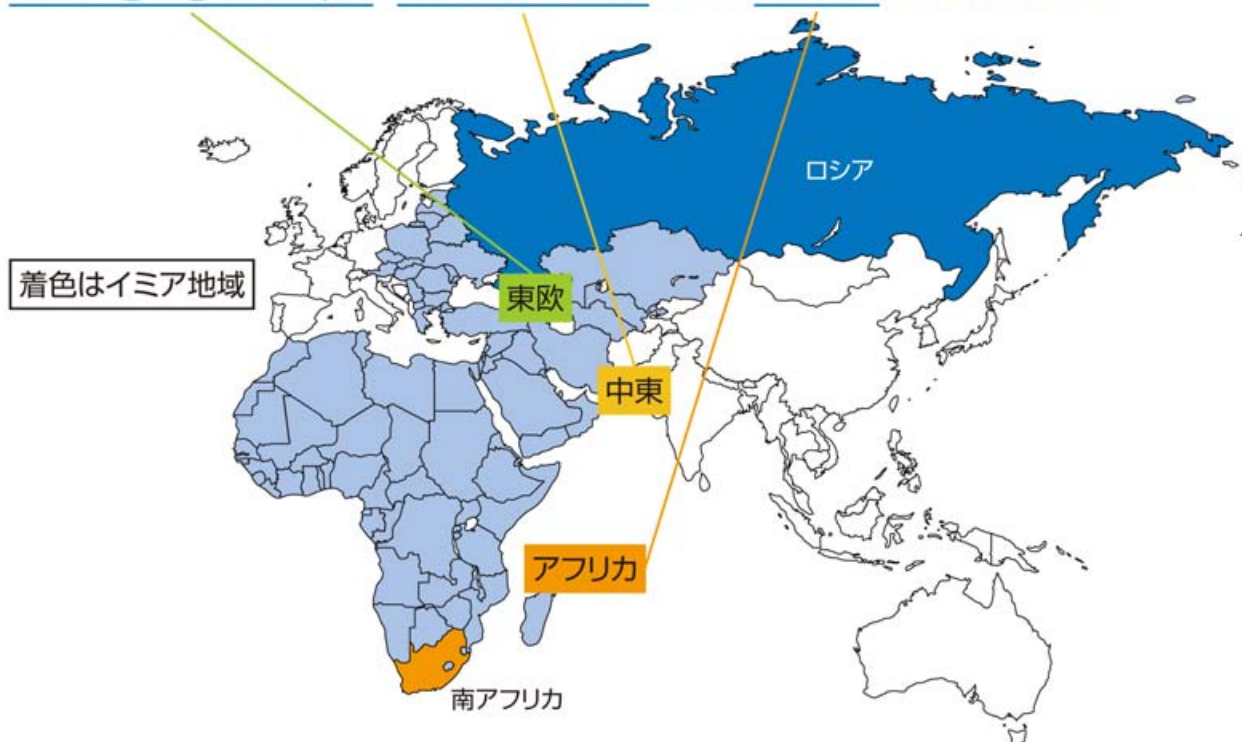 ロシア
着色はイミア地域
東欧
中東
アフリカ
南アフリカ